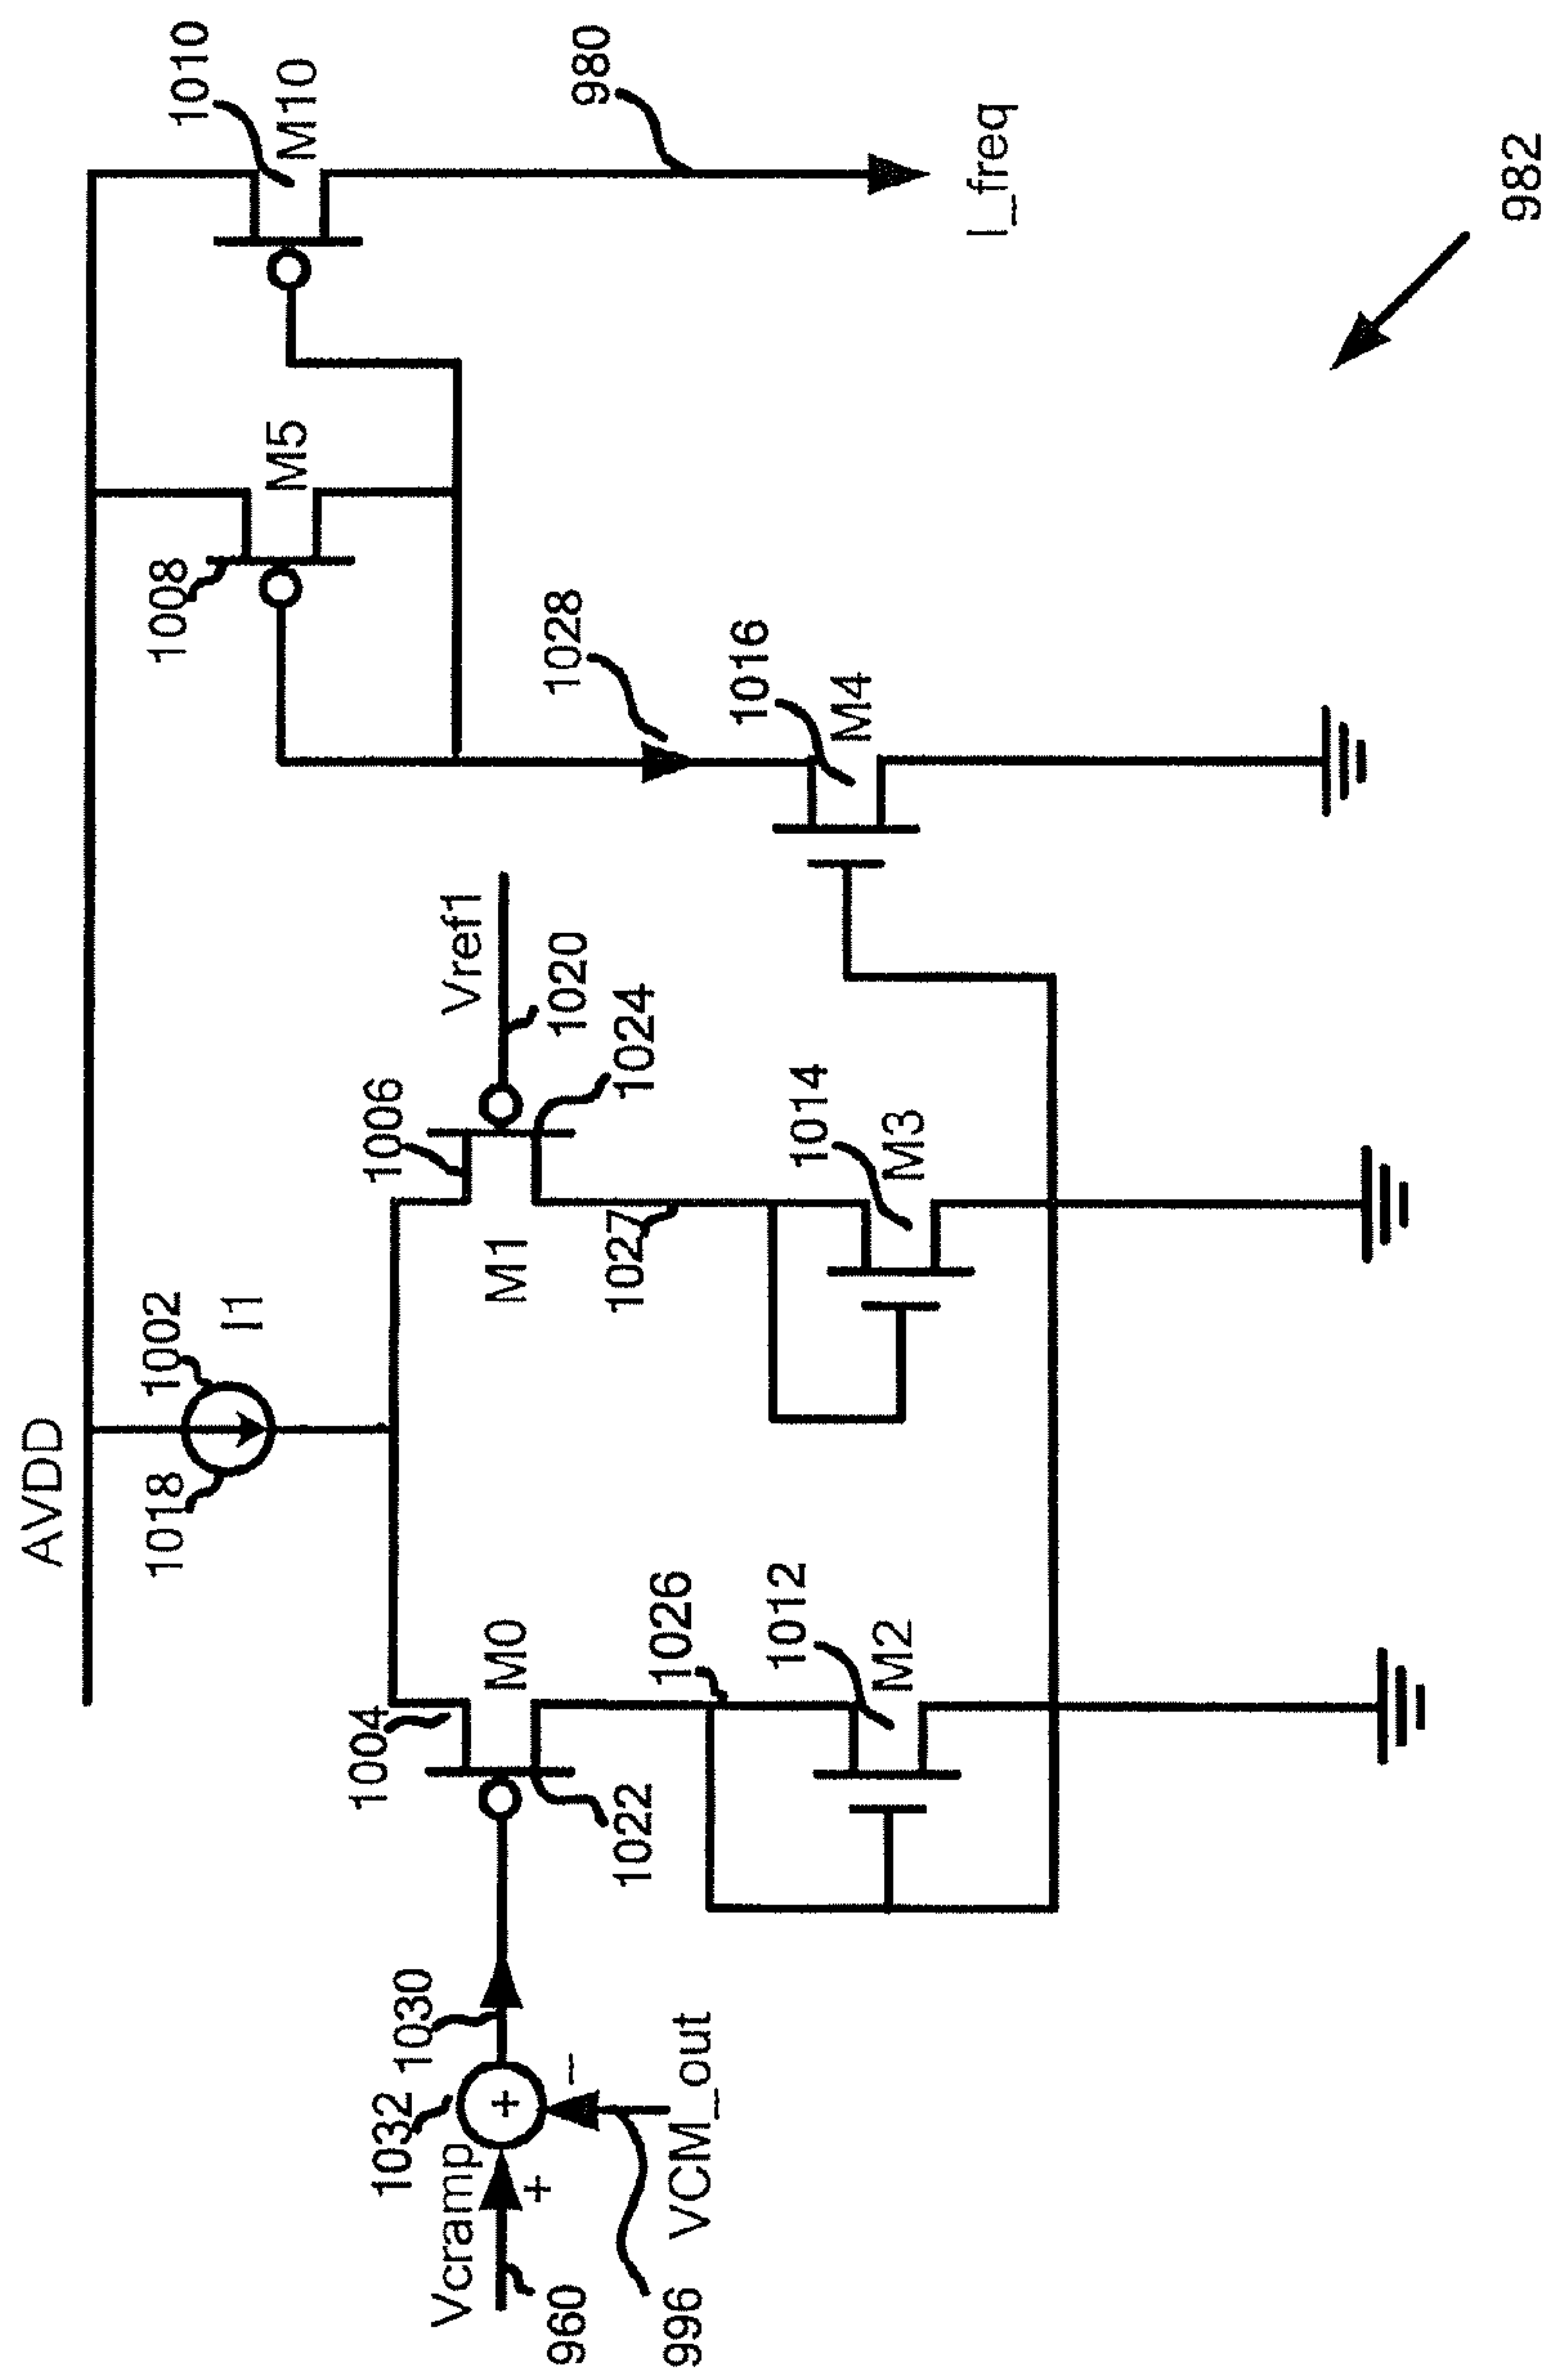 AVDD
1002
I1
1018
1010
M10
M5
1008
980
I_freq
982
1028
1016
M4
Vref1
1020
1024
1006
M1
1027
1014
M3
1004
M0
1022
1026
1012
M2
1030
1032
+
Vcramp
+
960
−
VCM_out
996